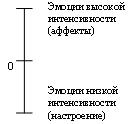 Эмоции высокой
интенсивности
(аффекты)
0
Эмоции низкой
интенсивности
(настроение)